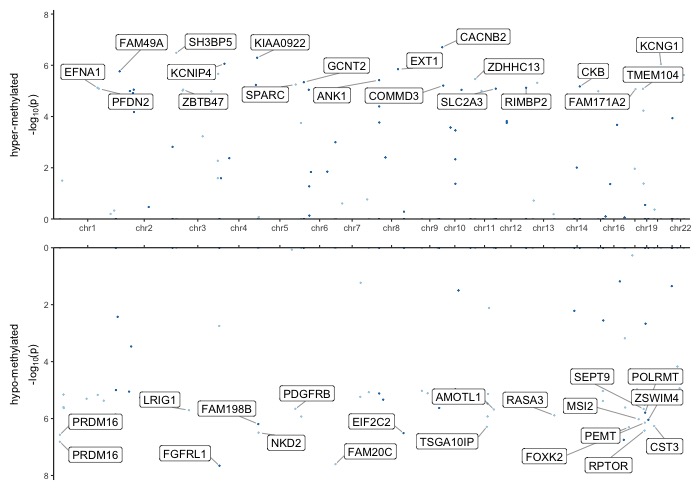 hyper-methylated
-log10(p)
8
6
4
2
0
FAM49A
SH3BP5
KIAA0922
CACNB2
KCNG1
EFNA1
KCNIP4
GCNT2
EXT1
ZDHHC13
CKB
TMEM104
PFDN2
ZBTB47
SPARC
ANK1
COMMD3
SLC2A3
RIMBP2
FAM171A2
chr1 chr2 chr3 chr4 chr5 chr6 chr7 chr8 chr9 chr10 chr11 chr12 chr13 chr14 chr16 chr19 chr22
hypo-methylated
-log10(p)
0
2
4
6
8
SEPT9
POLRMT
LRIG1
PDGFRB
AMOTL1
RASA3
ZSWIM4
MSI2
PRDM16
FAM198B
EIF2C2
PEMT
NKD2
TSGA10IP
CST3
PRDM16
FGFRL1
FAM20C
FOXK2
RPTOR